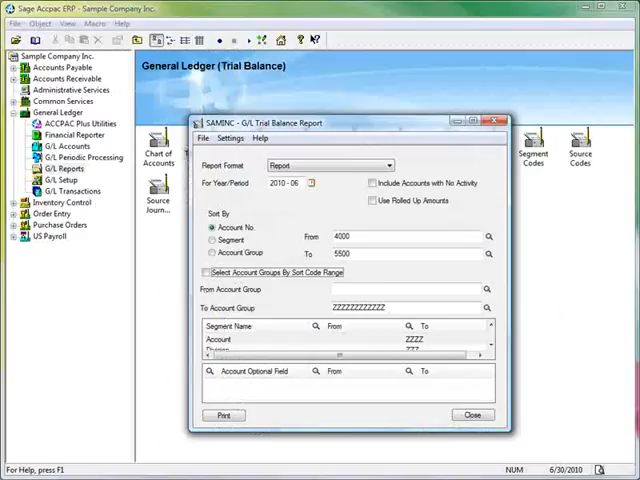 Sage Accpac ERP - Sample Company Inc.
File Object View Macro Help
Sample Company Inc.
Accounts Payable
Accounts Receivable
Administrative Services
Common Services
General Ledger
ACCPAC Plus Utilities
Financial Reporter
G/L Accounts
G/L Periodic Processing
G/L Reports
G/L Setup
G/L Transactions
Inventory Control
Order Entry
Purchase Orders
US Payroll
General Ledger (Trial Balance)
Chart of
Accounts
Source
Journ...
Segment
Codes
Source
Codes
SAMINC - G/L Trial Balance Report
File Settings Help
Report Format Report
For Year/Period 2010 - 06 Include Accounts with No Activity
Use Rolled Up Amounts
Sort By
Account No.
Segment From 4000
Account Group To 5500
Select Account Groups By Sort Code Range
From Account Group
To Account Group ZZZZZZZZZZZZ
Segment Name From To
Account ZZZZ
Division ZZZ
Account Optional Field From To
Print Close
For Help, press F1 NUM 6/30/2010